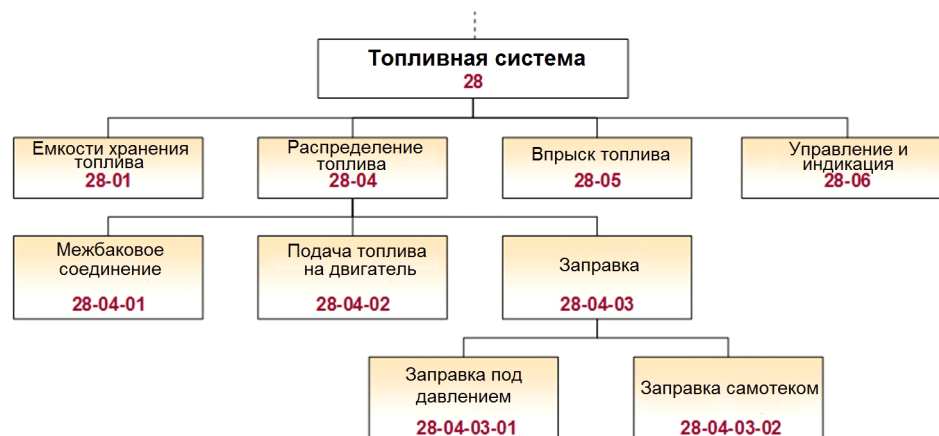 Топливная система
28
Емкости хранения
топлива
28-01
Распределение
топлива
28-04
Впрыск топлива
28-05
Управление и
индикация
28-06
Межбаковое
соединение
28-04-01
Подача топлива
на двигатель
28-04-02
Заправка
28-04-03
Заправка под
давлением
28-04-03-01
Заправка самотеком
28-04-03-02